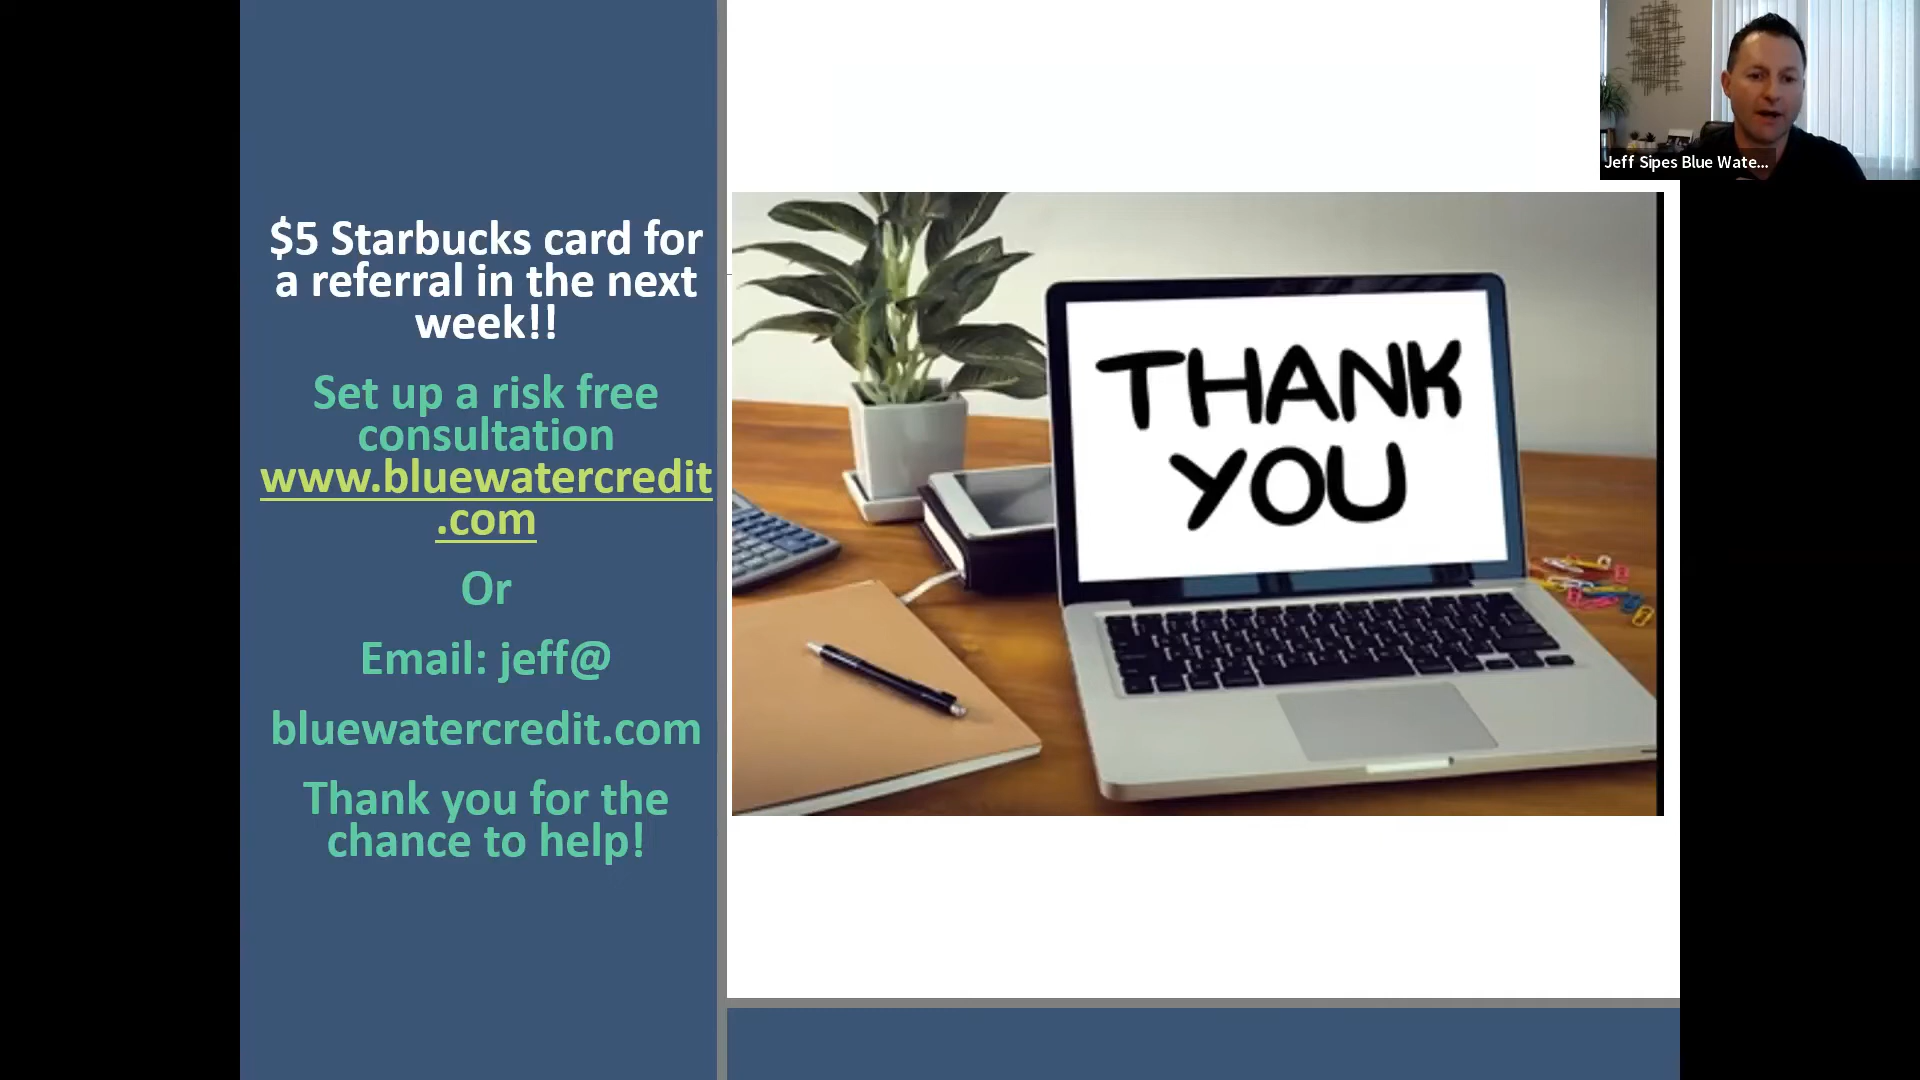 $5 Starbucks card for
a referral in the next
week!!
Set up a risk free
consultation
www.bluewatercredit
.com
Or
Email: jeff@
bluewatercredit.com
Thank you for the
chance to help!
THANK
YOU
Jeff Sipes Blue Wate...